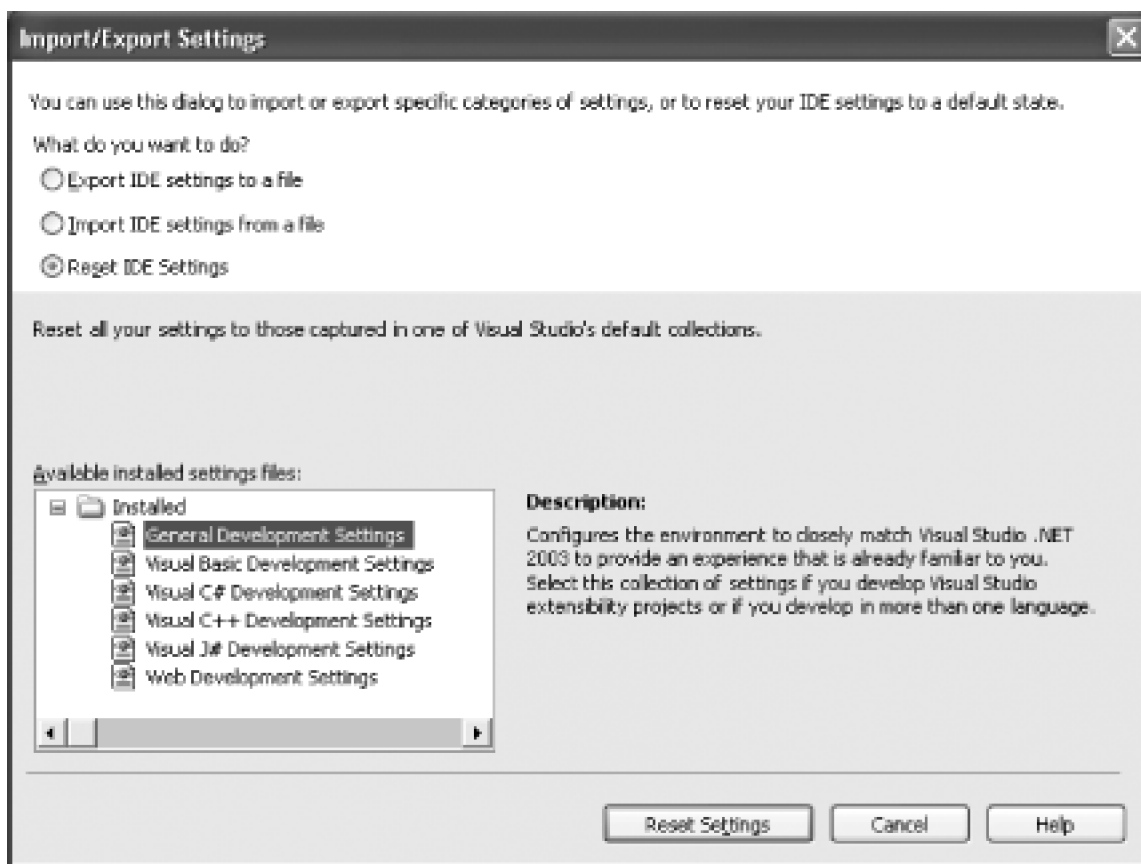 Import/Export Settings
You can use this dialog to import or export specific categories of settings, or to reset your IDE settings to a default state.
What do you want to do?
Export IDE settings to a file
Import IDE settings from a file
Reset IDE Settings
Reset all your settings to those captured in one of Visual Studio's default collections.
Available installed settings files:
Installed
General Development Settings
Visual Basic Development Settings
Visual C# Development Settings
Visual C++ Development Settings
Visual J# Development Settings
Web Development Settings
Description:
Configures the environment to closely match Visual Studio .NET
2003 to provide an experience that is already familiar to you.
Select this collection of settings if you develop Visual Studio
extensibility projects or if you develop in more than one language.
Reset Settings
Cancel
Help